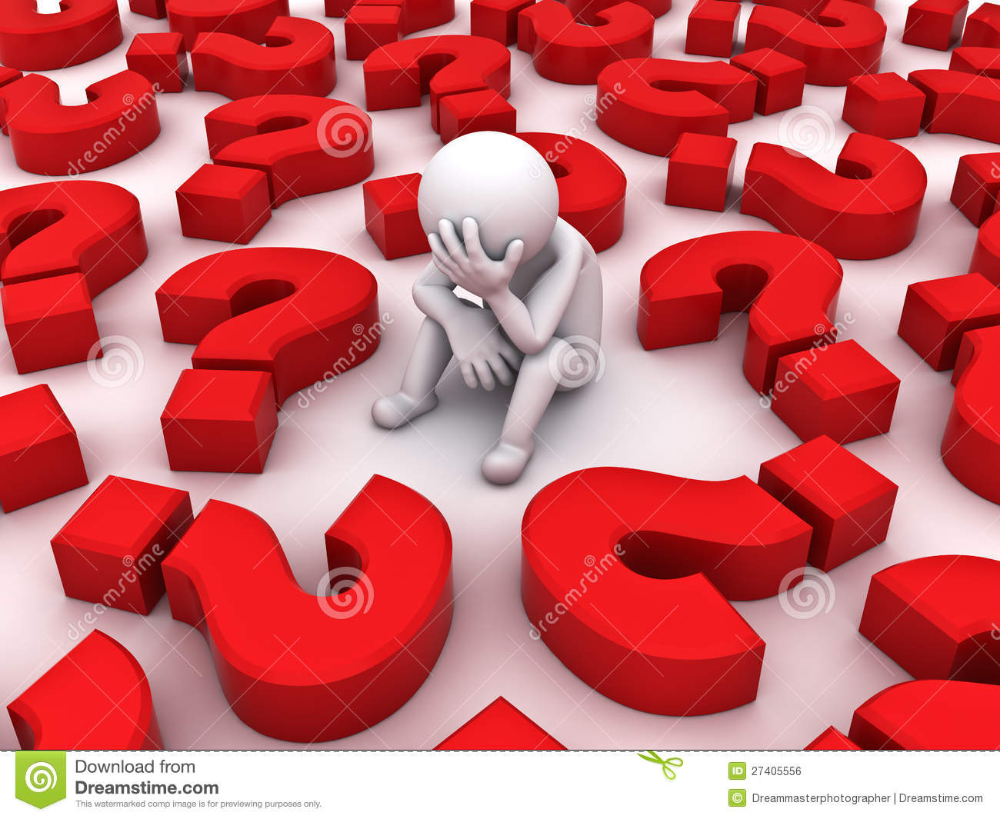 Download from
Dreamstime.com
This watermarked comp image is for previewing purposes only.
ID 27405556
© Dreammasterphotographer | Dreamstime.com
dreamstime
dreamstime
dreamstime
dreamstime
dreamstime
dreamstime
dreamstime
dreamstime